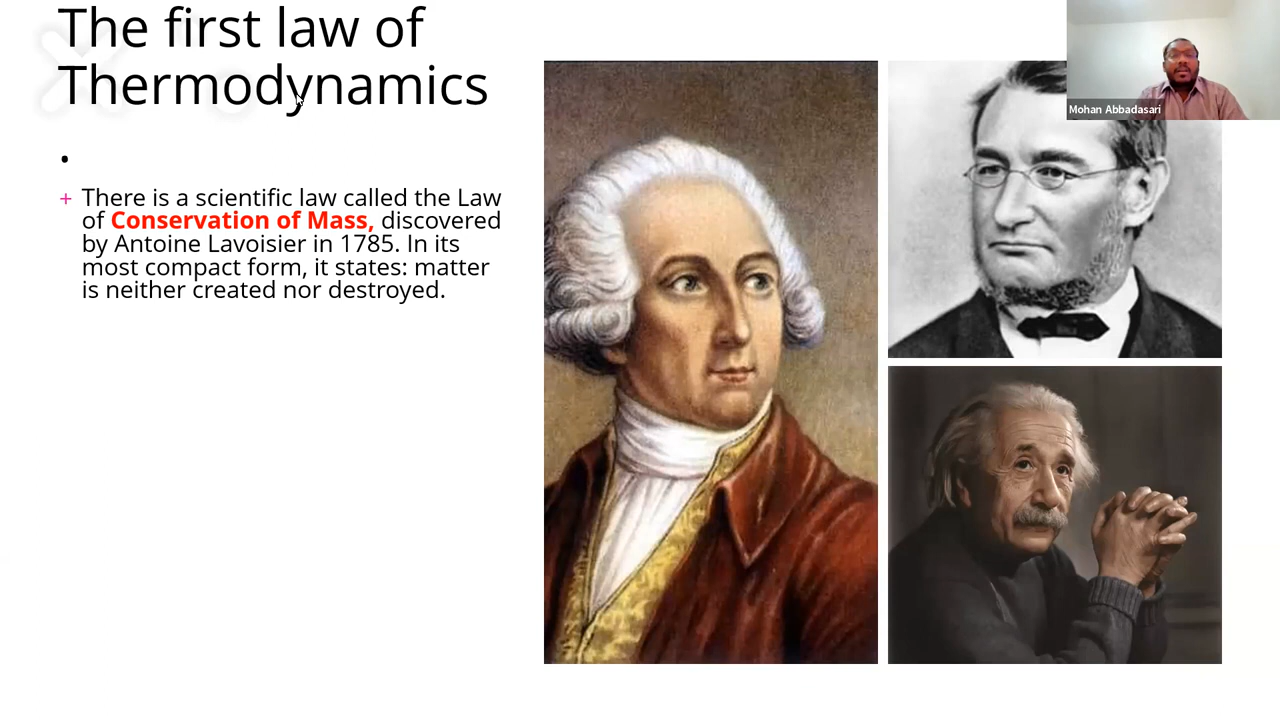 The first law of
Thermodynamics
•
+ There is a scientific law called the Law
of Conservation of Mass, discovered
by Antoine Lavoisier in 1785. In its
most compact form, it states: matter
is neither created nor destroyed.
Mohan Abbadasari